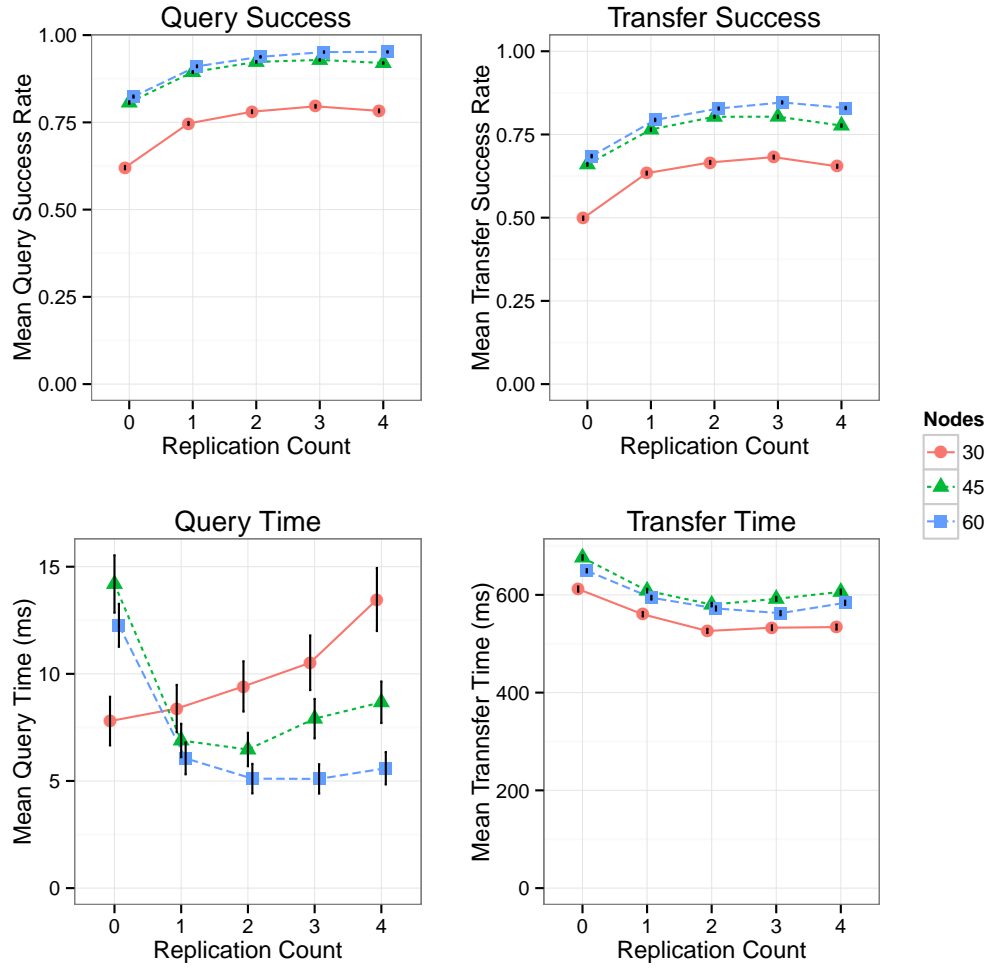 Query Success
Mean Query Success Rate
1.00
0.75
0.50
0.25
0.00
0 1 2 3 4
Replication Count
Transfer Success
Mean Transfer Success Rate
1.00
0.75
0.50
0.25
0.00
0 1 2 3 4
Replication Count
Nodes
30
45
60
Query Time
Mean Query Time (ms)
15
10
5
0
0 1 2 3 4
Replication Count
Transfer Time
Mean Trannsfer Time (ms)
600
400
200
0
0 1 2 3 4
Replication Count